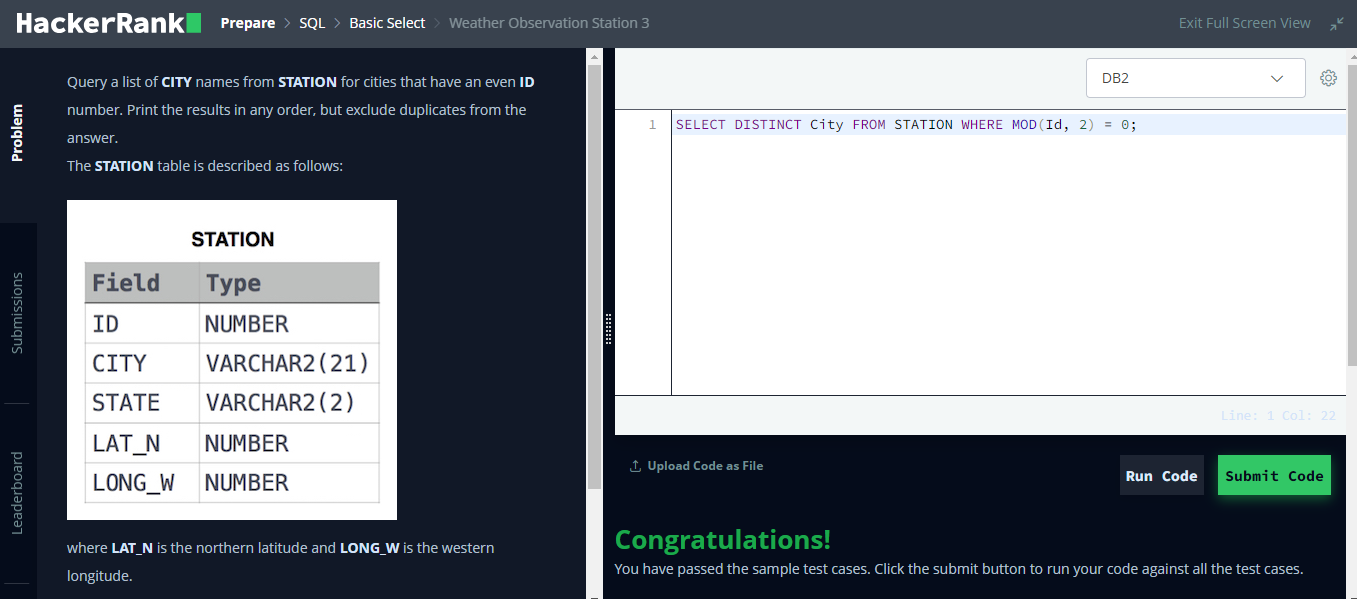 HackerRank
Prepare > SQL > Basic Select > Weather Observation Station 3
Exit Full Screen View
Problem
Submissions
Leaderboard
Query a list of CITY names from STATION for cities that have an even ID
number. Print the results in any order, but exclude duplicates from the
answer.
The STATION table is described as follows:
STATION
Field Type
ID NUMBER
CITY VARCHAR2(21)
STATE VARCHAR2(2)
LAT_N NUMBER
LONG_W NUMBER
where LAT_N is the northern latitude and LONG_W is the western
longitude.
DB2
1 SELECT DISTINCT City FROM STATION WHERE MOD(Id, 2) = 0;
Line: 1 Col: 22
Upload Code as File
Run Code
Submit Code
Congratulations!
You have passed the sample test cases. Click the submit button to run your code against all the test cases.